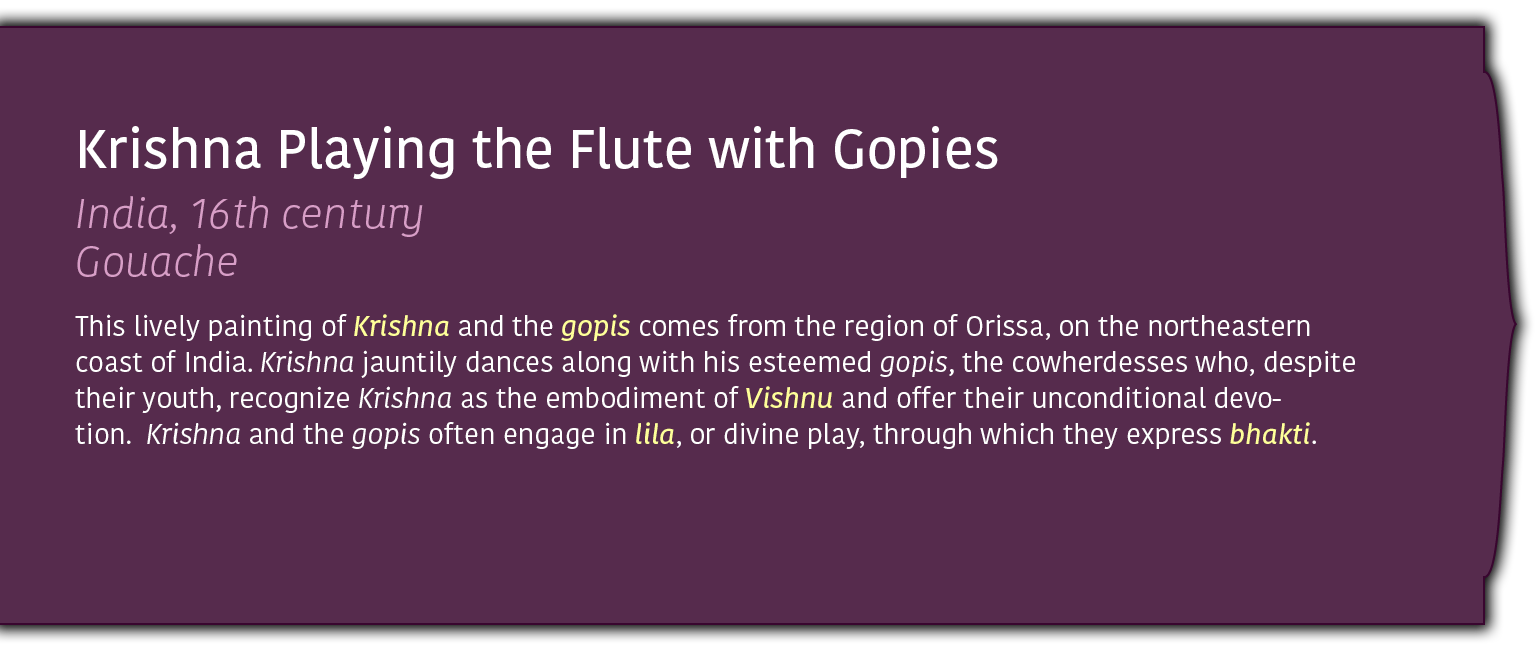 Krishna Playing the Flute with Gopies
India, 16th century
Gouache
This lively painting of Krishna and the gopis comes from the region of Orissa, on the northeastern
coast of India. Krishna jauntily dances along with his esteemed gopis, the cowherdesses who, despite
their youth, recognize Krishna as the embodiment of Vishnu and offer their unconditional devo-
tion.  Krishna and the gopis often engage in lila, or divine play, through which they express bhakti.